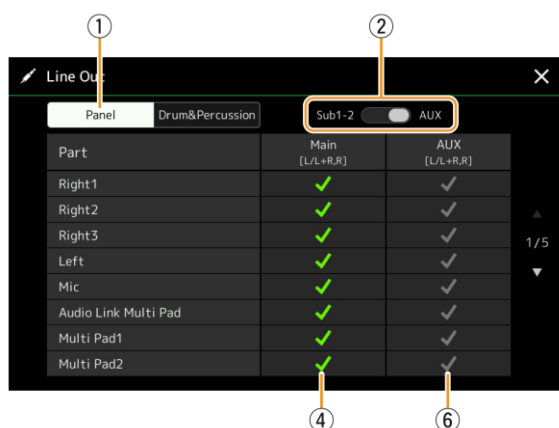 ① ②
Line Out
Panel Drum&Percussion Sub1-2 AUX
Part Main AUX
[L/L+R,R] [L/L+R,R]
Right1
Right2
Right3
1/5
Left
Mic
Audio Link Multi Pad
Multi Pad1
Multi Pad2
④ ⑥